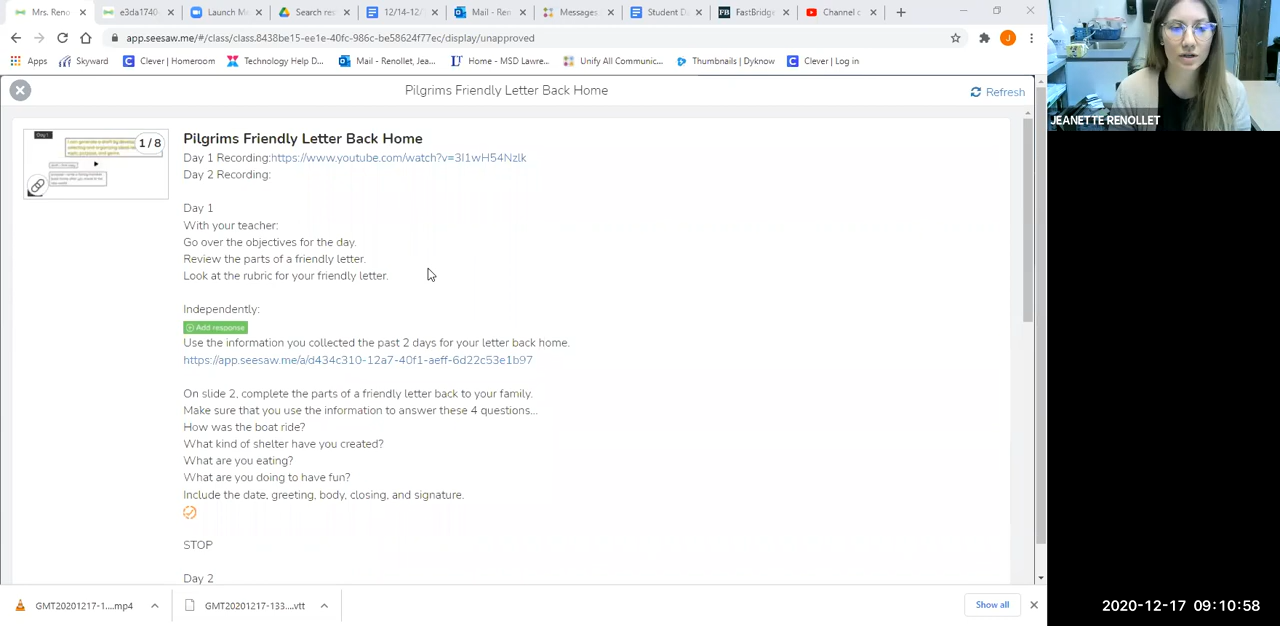 Mrs. Reno
e3da1740-
Launch M
Search res
12/14-12/
Mail - Ren
Messages
Student D
FastBridge
Channel c
app.seesaw.me/#/class/class.8438be15-ee1e-40fc-986c-be58624f77ec/display/unapproved
Apps
Skyward
Clever | Homeroom
Technology Help D...
Mail - Renollet, Jea...
Home - MSD Lawre...
Unify All Communic...
Thumbnails | Dyknow
Clever | Log in
Pilgrims Friendly Letter Back Home
Refresh
JEANETTE RENOLLET
Day 1
1/8
Pilgrims Friendly Letter Back Home
Day 1 Recording:https://www.youtube.com/watch?v=3I1wH54Nzlk
Day 2 Recording:
Day 1
With your teacher:
Go over the objectives for the day.
Review the parts of a friendly letter.
Look at the rubric for your friendly letter.
Independently:
Add response
Use the information you collected the past 2 days for your letter back home.
https://app.seesaw.me/a/d434c310-12a7-40f1-aeff-6d22c53e1b97
On slide 2, complete the parts of a friendly letter back to your family.
Make sure that you use the information to answer these 4 questions...
How was the boat ride?
What kind of shelter have you created?
What are you eating?
What are you doing to have fun?
Include the date, greeting, body, closing, and signature.
STOP
Day 2
GMT20201217-1....mp4
GMT20201217-133....vtt
Show all
2020-12-17 09:10:58